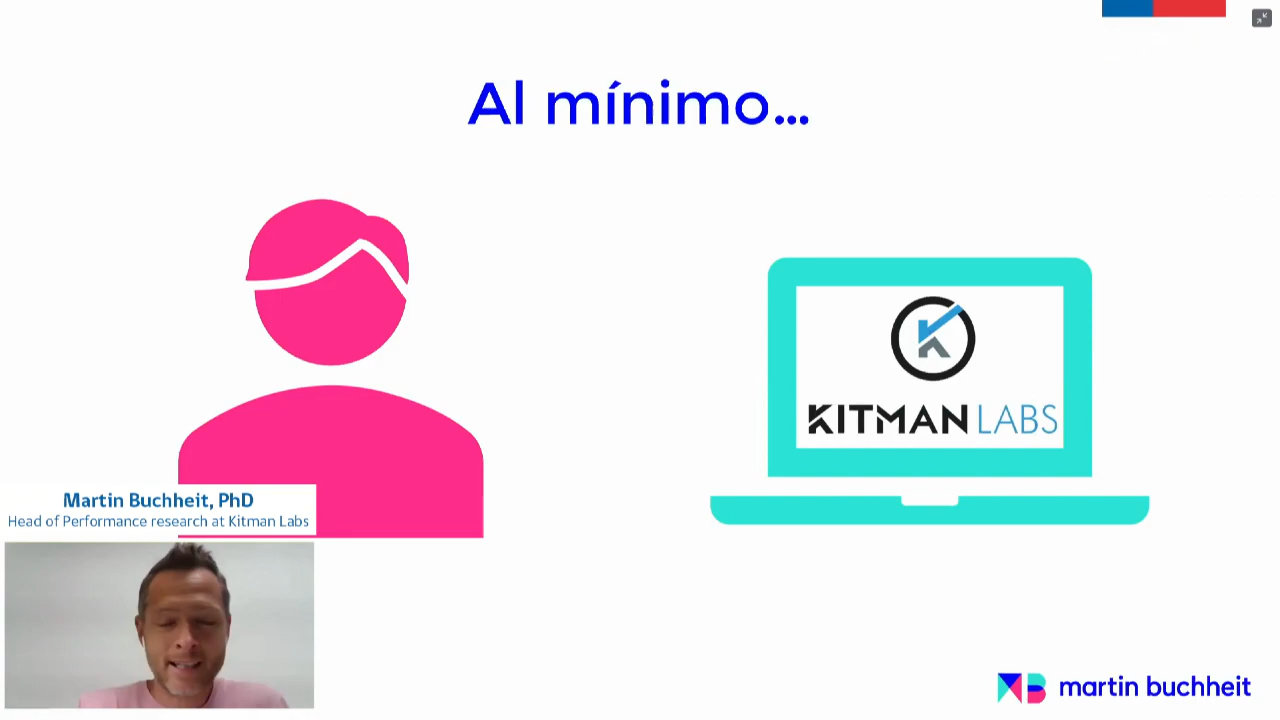 Al mínimo...
KITMAN LABS
Martin Buchheit, PhD
Head of Performance research at Kitman Labs
martin buchheit